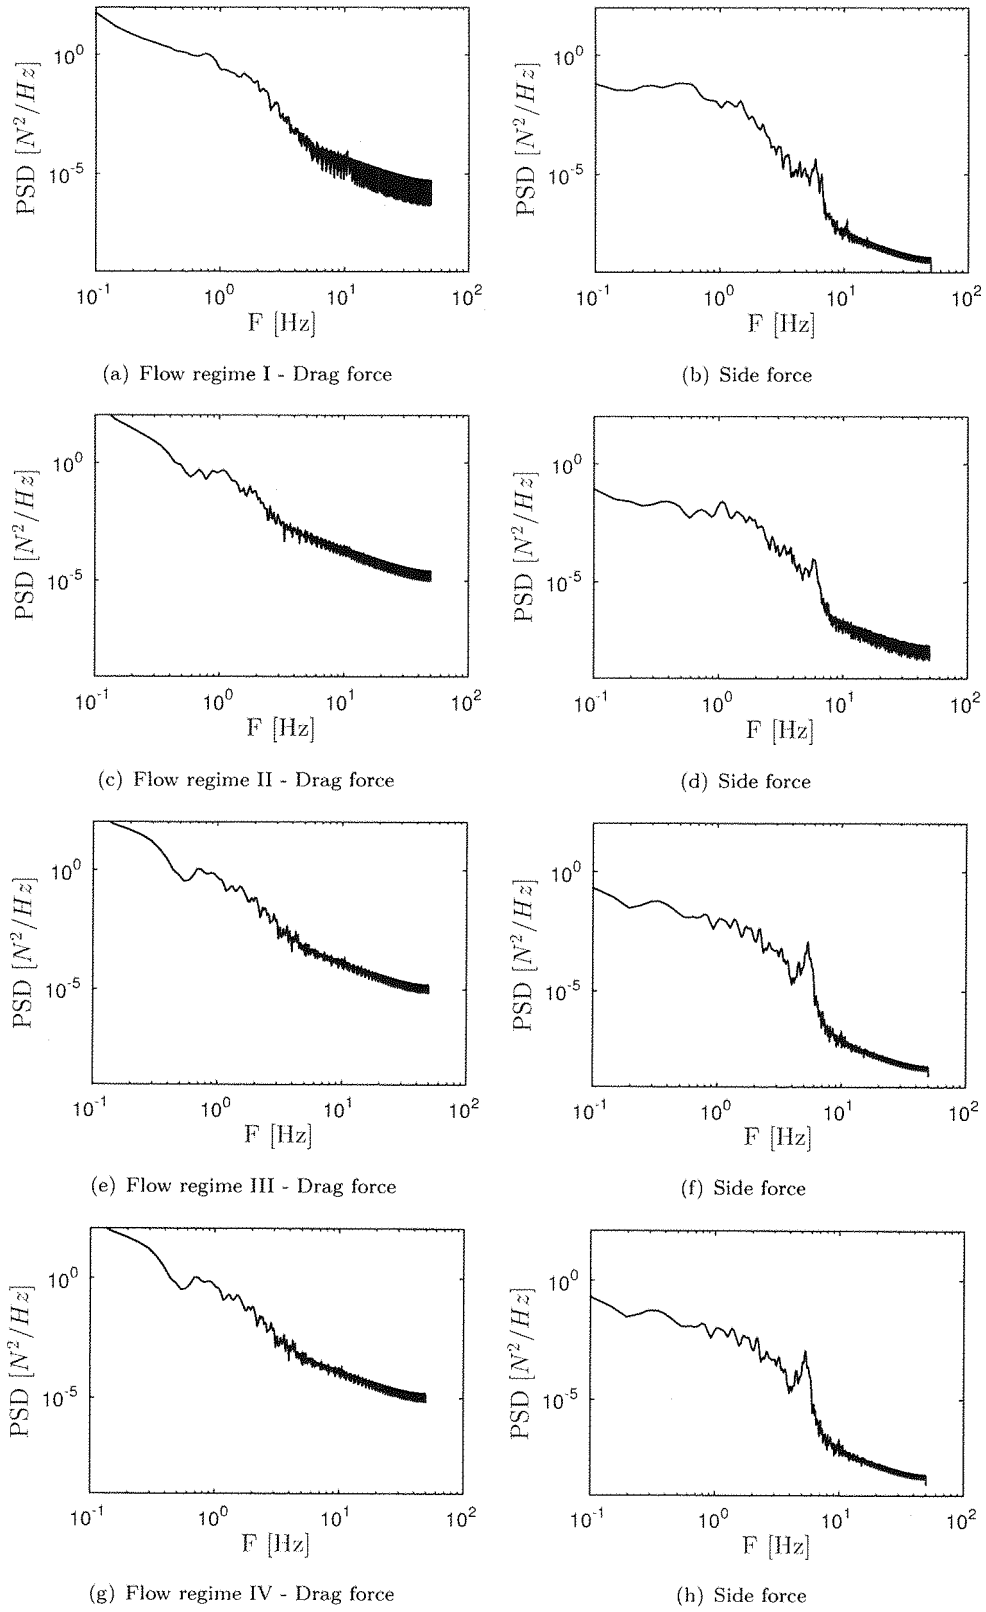 PSD [N²/Hz]
10⁰
10⁻⁵
10⁻¹ 10⁰ 10¹ 10²
F [Hz]
(a) Flow regime I - Drag force
PSD [N²/Hz]
10⁰
10⁻⁵
10⁻¹ 10⁰ 10¹ 10²
F [Hz]
(b) Side force
PSD [N²/Hz]
10⁰
10⁻⁵
10⁻¹ 10⁰ 10¹ 10²
F [Hz]
(c) Flow regime II - Drag force
PSD [N²/Hz]
10⁰
10⁻⁵
10⁻¹ 10⁰ 10¹ 10²
F [Hz]
(d) Side force
PSD [N²/Hz]
10⁰
10⁻⁵
10⁻¹ 10⁰ 10¹ 10²
F [Hz]
(e) Flow regime III - Drag force
PSD [N²/Hz]
10⁰
10⁻⁵
10⁻¹ 10⁰ 10¹ 10²
F [Hz]
(f) Side force
PSD [N²/Hz]
10⁰
10⁻⁵
10⁻¹ 10⁰ 10¹ 10²
F [Hz]
(g) Flow regime IV - Drag force
PSD [N²/Hz]
10⁰
10⁻⁵
10⁻¹ 10⁰ 10¹ 10²
F [Hz]
(h) Side force